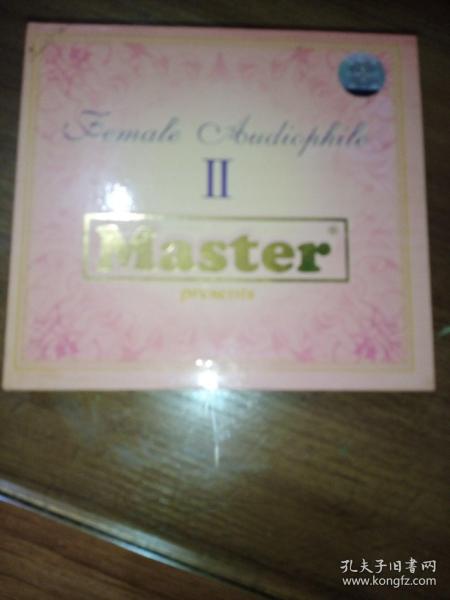 Female Audiophile
II
Master®
presents
孔夫子旧书网
www.kongfz.com